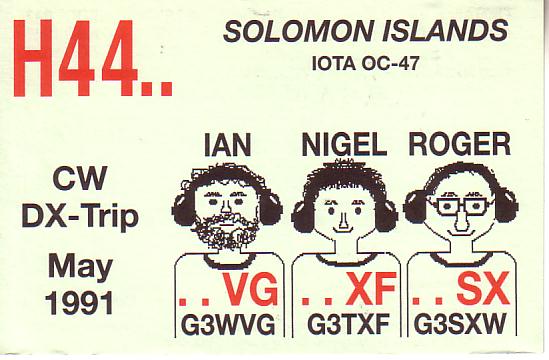 H44..
SOLOMON ISLANDS
IOTA OC-47
IAN NIGEL ROGER
CW
DX-Trip
May
1991
..VG ..XF ..SX
G3WVG G3TXF G3SXW